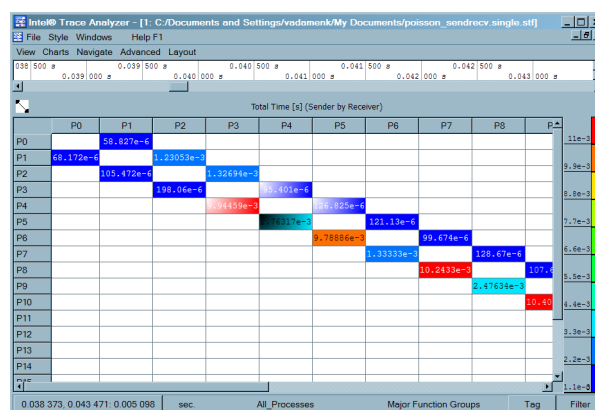 Intel® Trace Analyzer - [1: C:/Documents and Settings/vadamenk/My Documents/poisson_sendrecv.single.stf]
File Style Windows Help F1
View Charts Navigate Advanced Layout
038 500 s 0.039 500 s 0.040 500 s 0.041 500 s 0.042 500 s
0.039 000 s 0.040 000 s 0.041 000 s 0.042 000 s 0.043 000 s
Total Time [s] (Sender by Receiver)
P0 P1 P2 P3 P4 P5 P6 P7 P8
P0 58.827e-6
P1 68.172e-6 1.23053e-3
P2 105.472e-6 1.32694e-3
P3 198.06e-6 .401e-6
P4 .94459e-3 126.825e-6
P5 .76317e-3 121.13e-6
P6 9.78886e-3 99.674e-6
P7 1.33333e-3 128.67e-6
P8 10.2433e-3 107.6
P9 2.47634e-3
P10 10.40
P11
P12
P13
P14
11e-3
9.9e-3
8.8e-3
7.7e-3
6.6e-3
5.5e-3
4.4e-3
3.3e-3
2.2e-3
0.038 373, 0.043 471: 0.005 098 sec. All_Processes Major Function Groups Tag Filter